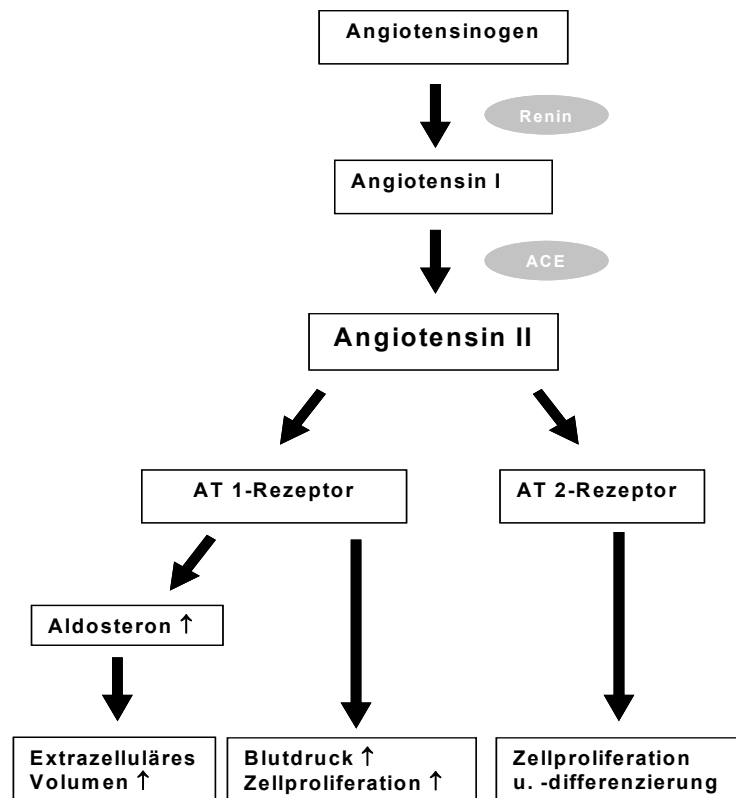 Angiotensinogen
Renin
Angiotensin I
ACE
Angiotensin II
AT 1-Rezeptor
AT 2-Rezeptor
Aldosteron ↑
Extrazelluläres
Volumen ↑
Blutdruck ↑
Zellproliferation ↑
Zellproliferation
u. -differenzierung